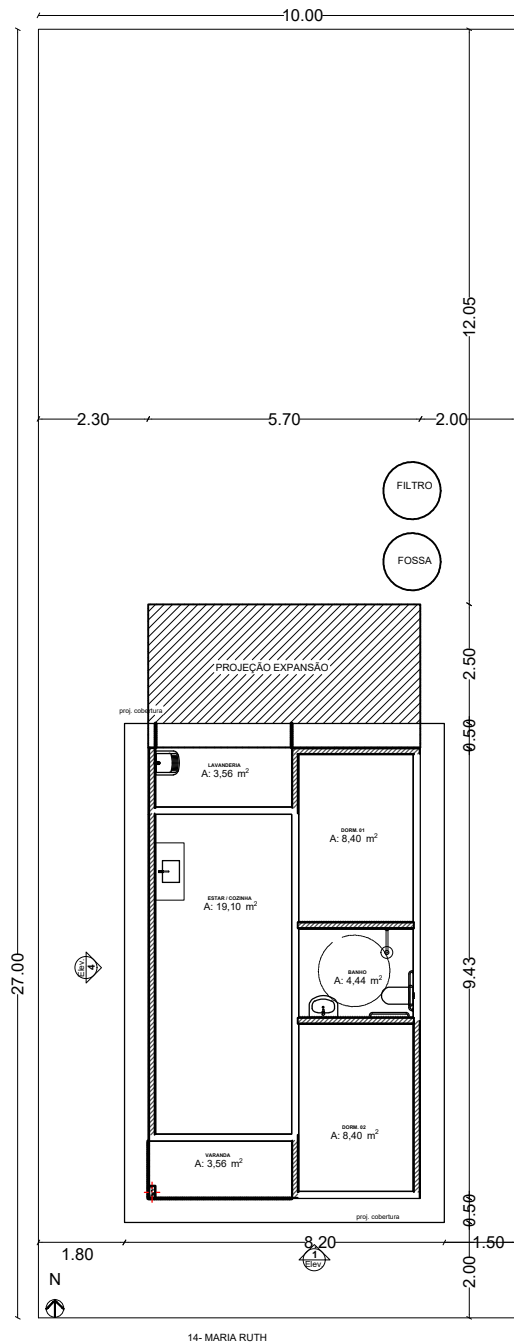 10.00
12.05
2.30
5.70
2.00
27.00
FILTRO
FOSSA
2.50
PROJEÇÃO EXPANSÃO
proj. cobertura
0.50
LAVANDERIA
A: 3,56 m²
DORM. 01
A: 8,40 m²
ESTAR / COZINHA
A: 19,10 m²
Elev
4
BANHO
A: 4,44 m²
9.43
DORM. 02
A: 8,40 m²
VARANDA
A: 3,56 m²
0.50
proj. cobertura
1.80
8.20
1.50
1
Elev
2.00
N
14- MARIA RUTH